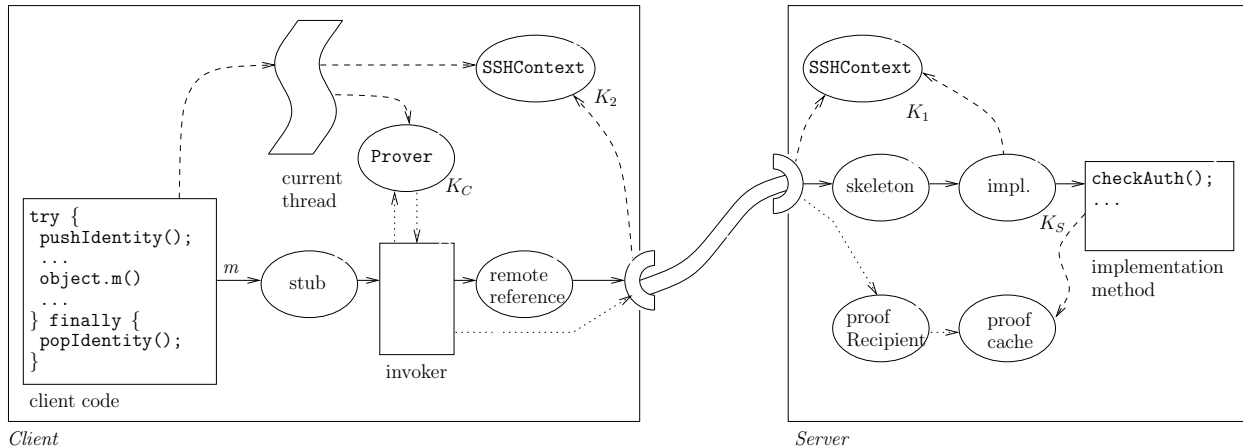 SSHContext
K2
Prover
KC
current
thread
try {
pushIdentity();
...
object.m()
...
} finally {
popIdentity();
}
client code
m
stub
invoker
remote
reference
Client
SSHContext
K1
skeleton
impl.
checkAuth();
...
KS
implementation
method
proof
Recipient
proof
cache
Server